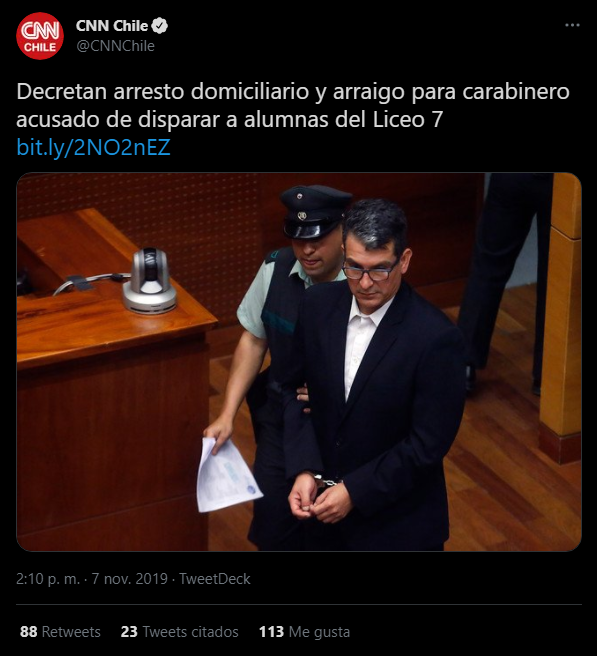 CNN
CHILE
CNN Chile
@CNNChile
Decretan arresto domiciliario y arraigo para carabinero
acusado de disparar a alumnas del Liceo 7
bit.ly/2NO2nEZ
2:10 p. m. · 7 nov. 2019 · TweetDeck
88 Retweets 23 Tweets citados 113 Me gusta